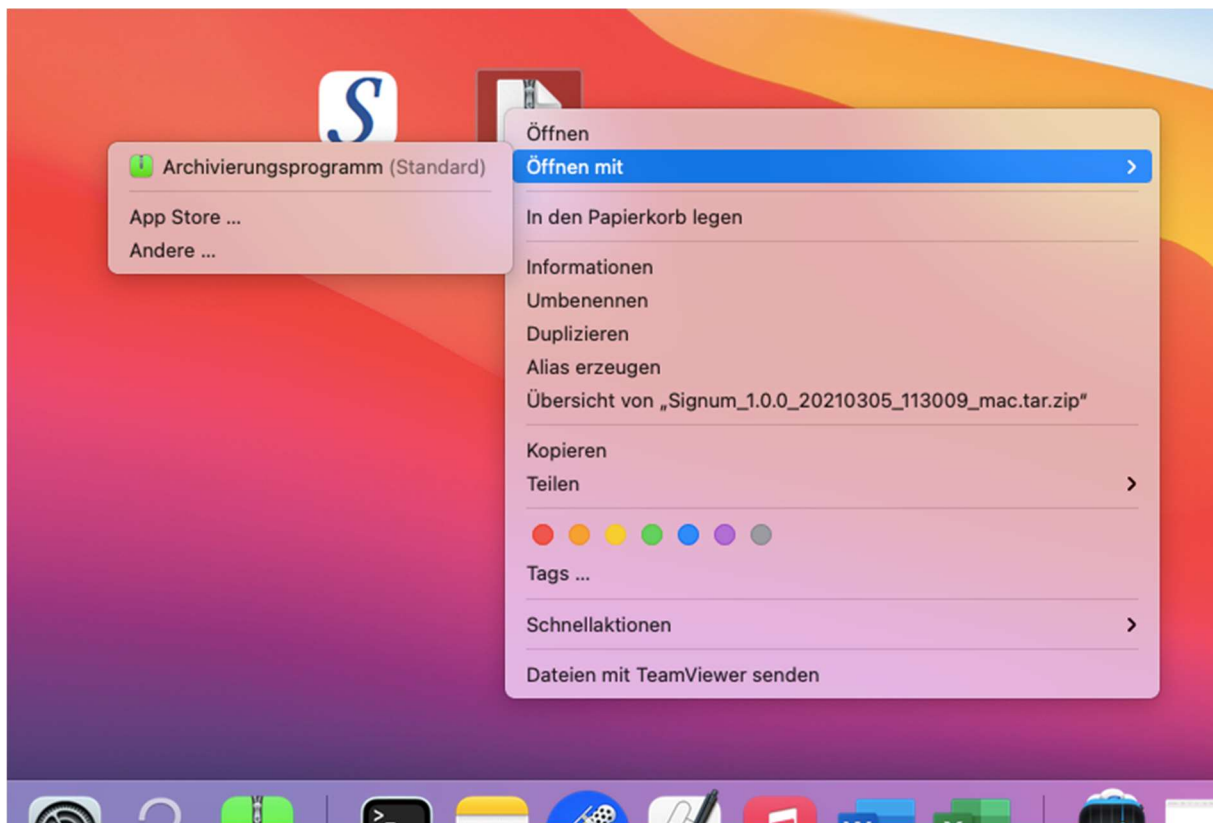 S
Öffnen
Archivierungsprogramm (Standard)
Öffnen mit
App Store ...
Andere ...
In den Papierkorb legen
Informationen
Umbenennen
Duplizieren
Alias erzeugen
Übersicht von „Signum_1.0.0_20210305_113009_mac.tar.zip“
Kopieren
Teilen
Tags ...
Schnellaktionen
Dateien mit TeamViewer senden
>_